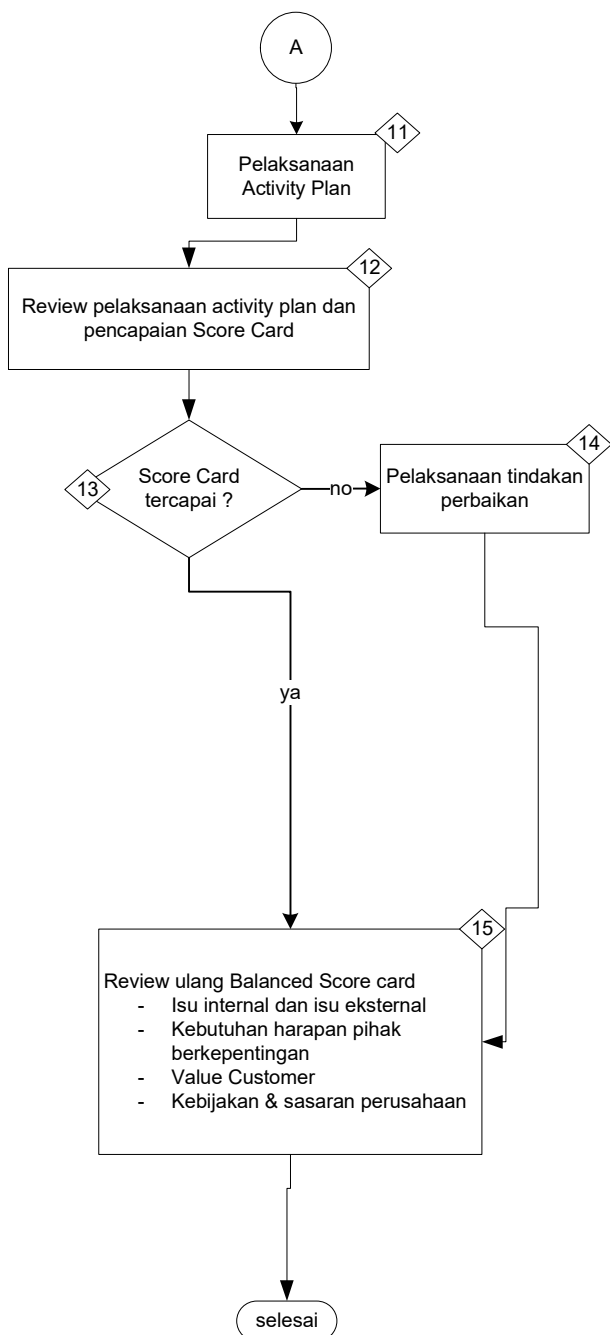 A
11
Pelaksanaan
Activity Plan
12
Review pelaksanaan activity plan dan
pencapaian Score Card
13
Score Card
tercapai ?
no
14
Pelaksanaan tindakan
perbaikan
ya
15
Review ulang Balanced Score card
- Isu internal dan isu eksternal
- Kebutuhan harapan pihak
berkepentingan
- Value Customer
- Kebijakan & sasaran perusahaan
selesai